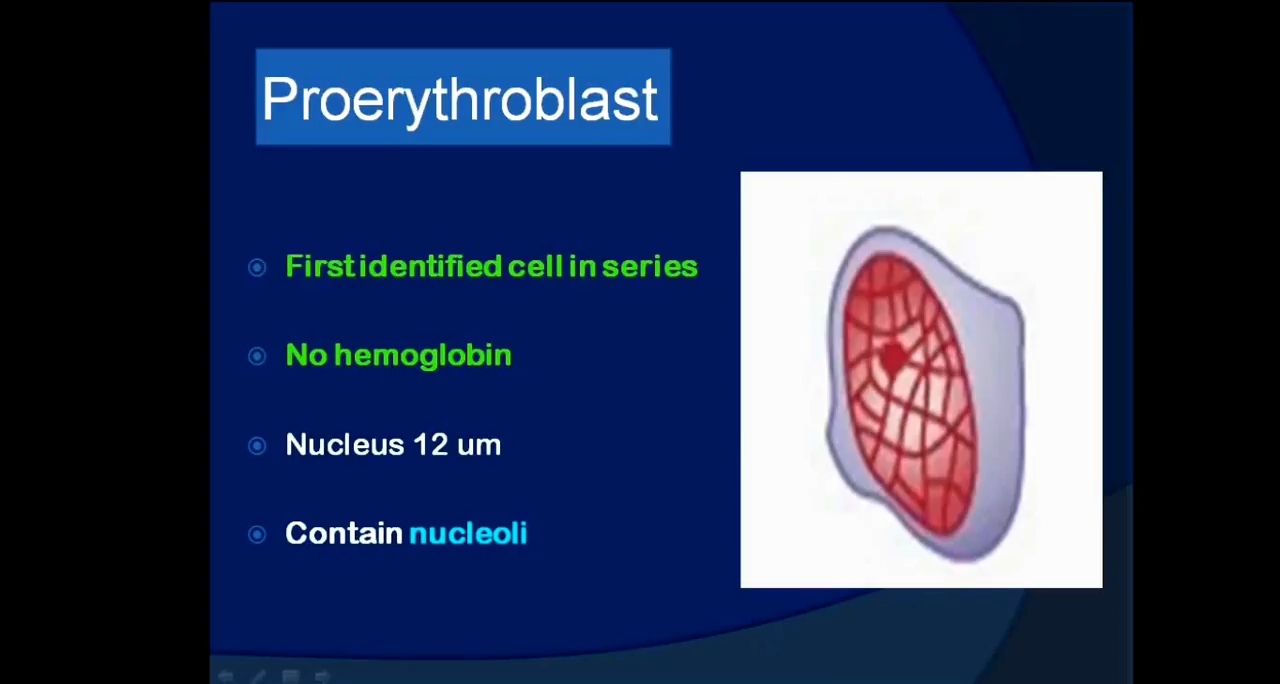 Proerythroblast
First identified cell in series
No hemoglobin
Nucleus 12 um
Contain nucleoli